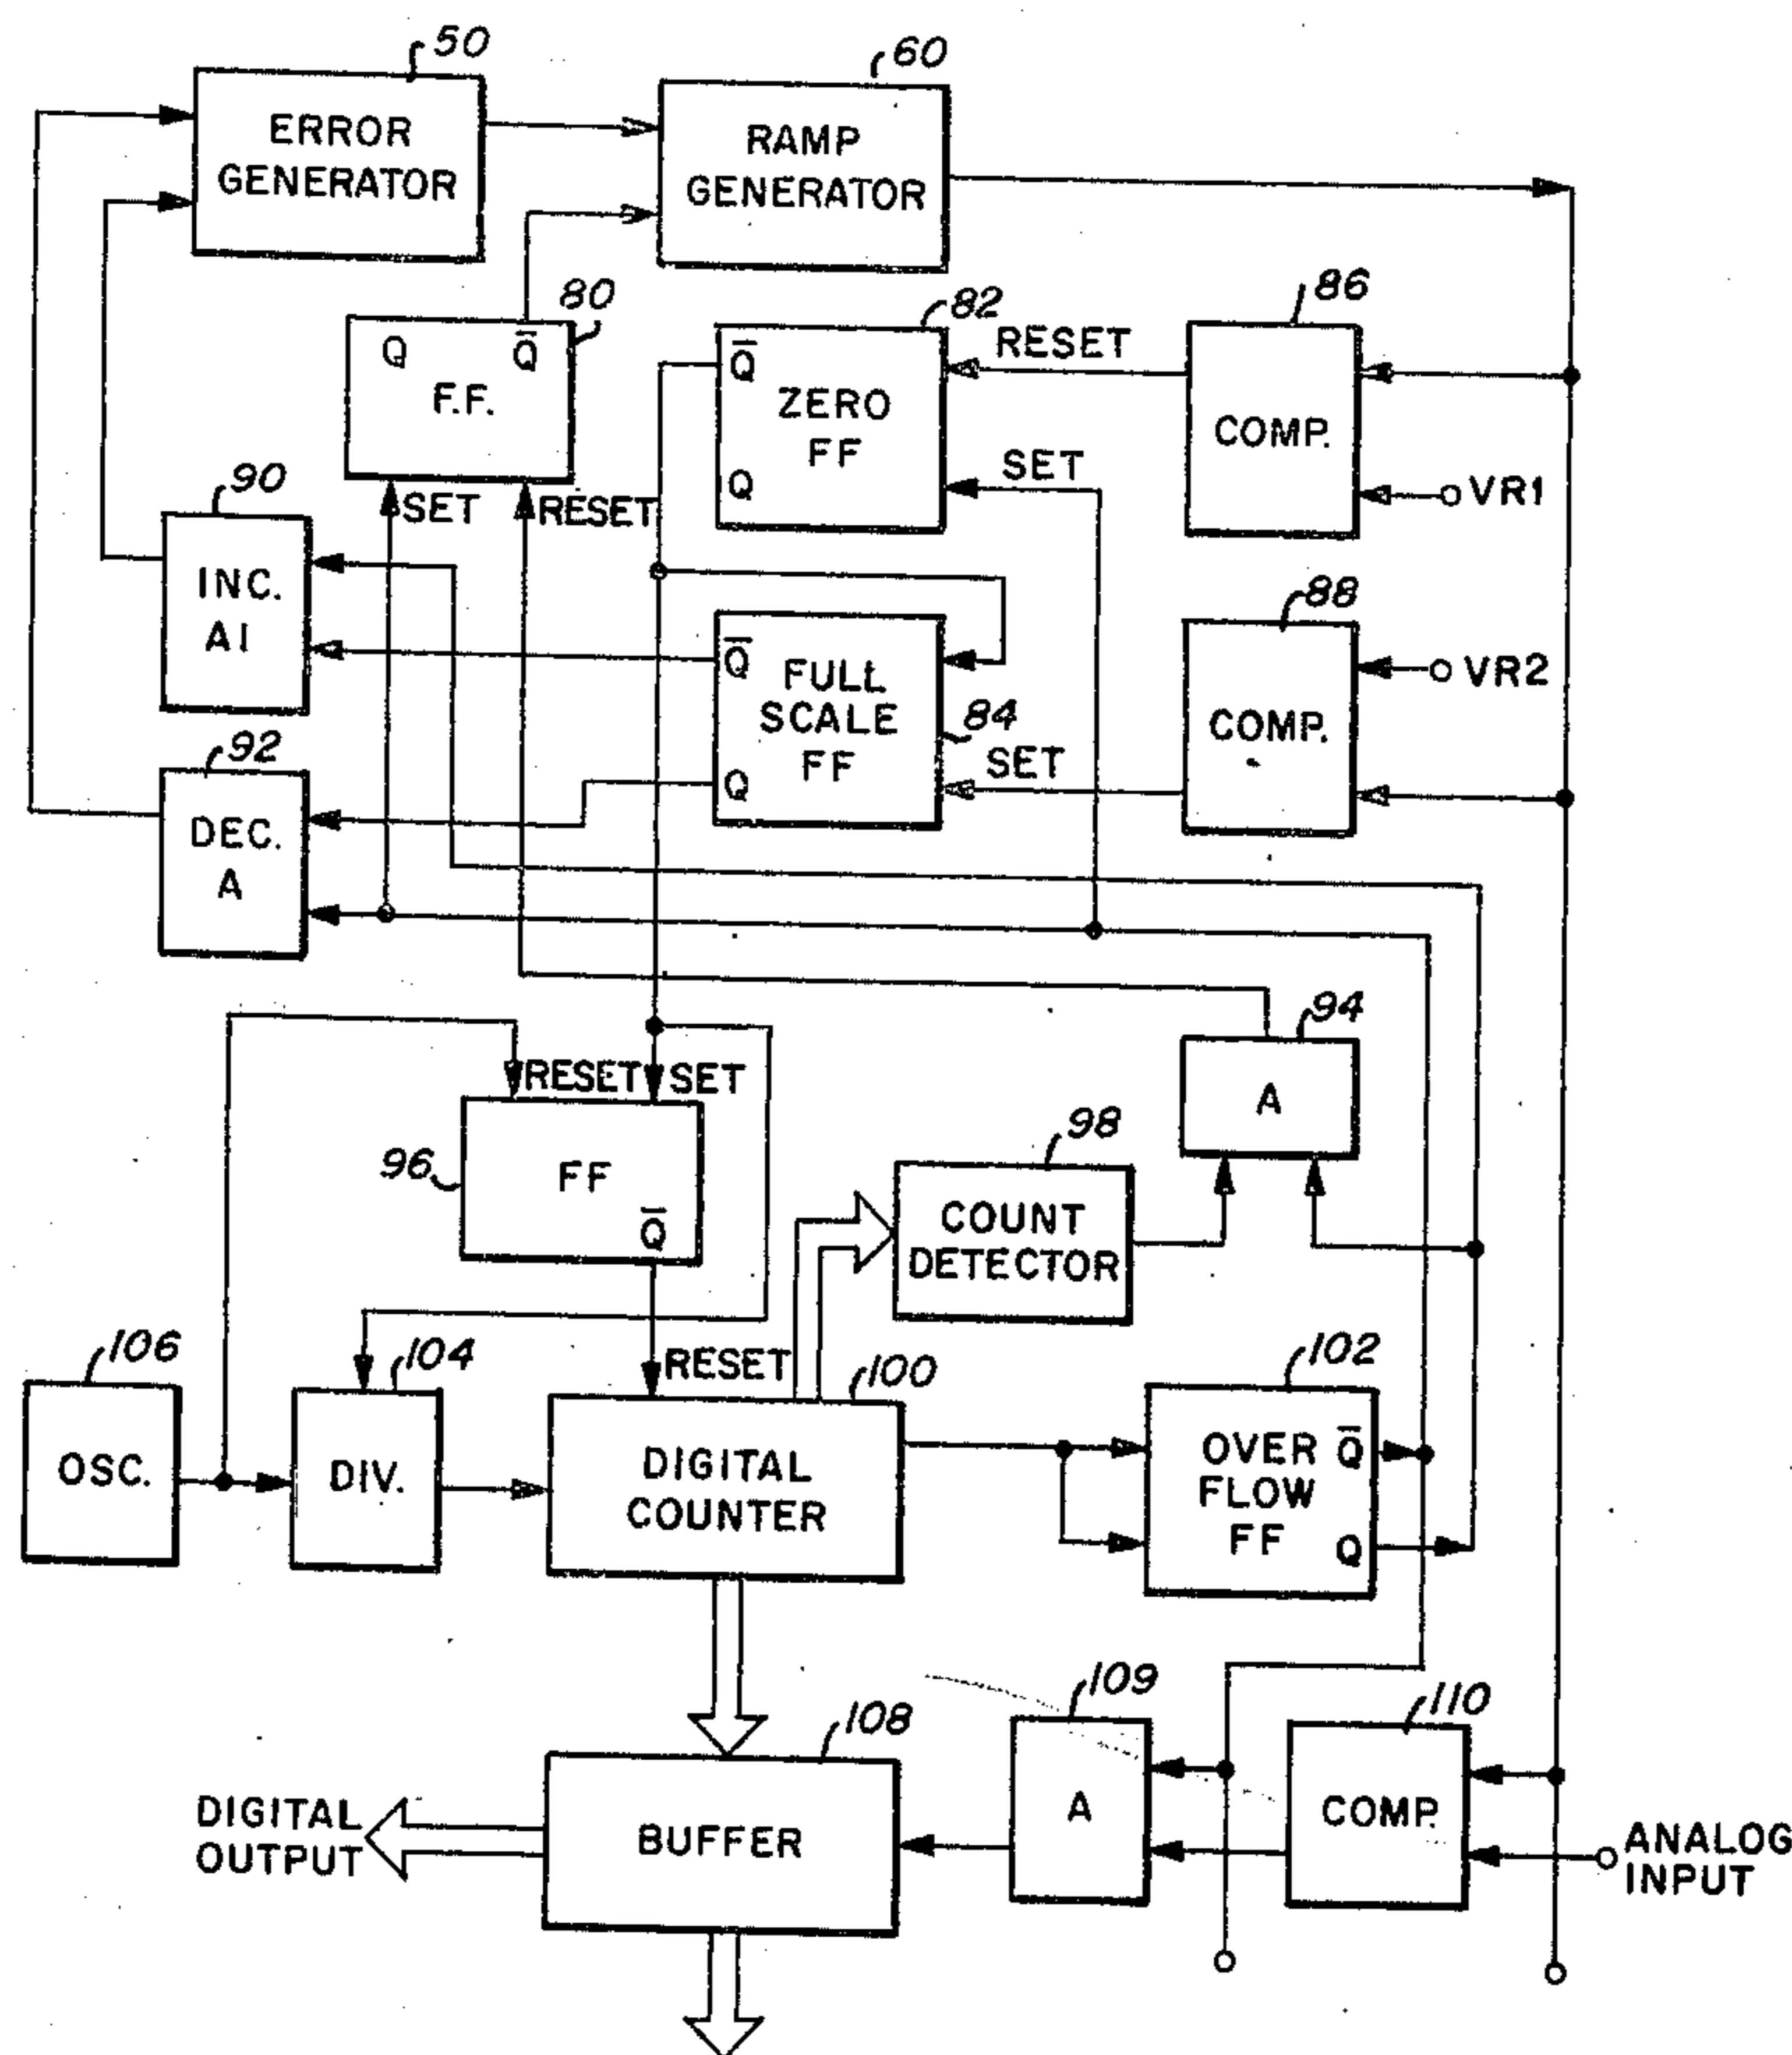 50
60
ERROR
GENERATOR
RAMP
GENERATOR
80
82
86
Q Q̅
F.F.
Q̅
ZERO
FF
Q
RESET
SET
COMP.
VR1
90
SET
RESET
INC.
A1
88
Q̅
FULL
SCALE
FF
Q
84
SET
VR2
COMP.
92
DEC.
A
94
RESET
SET
A
96
FF
Q̅
98
COUNT
DETECTOR
106
104
RESET
100
102
OSC.
DIV.
DIGITAL
COUNTER
OVER
FLOW
FF
Q̅
Q
109
110
108
DIGITAL
OUTPUT
BUFFER
A
COMP.
ANALOG
INPUT